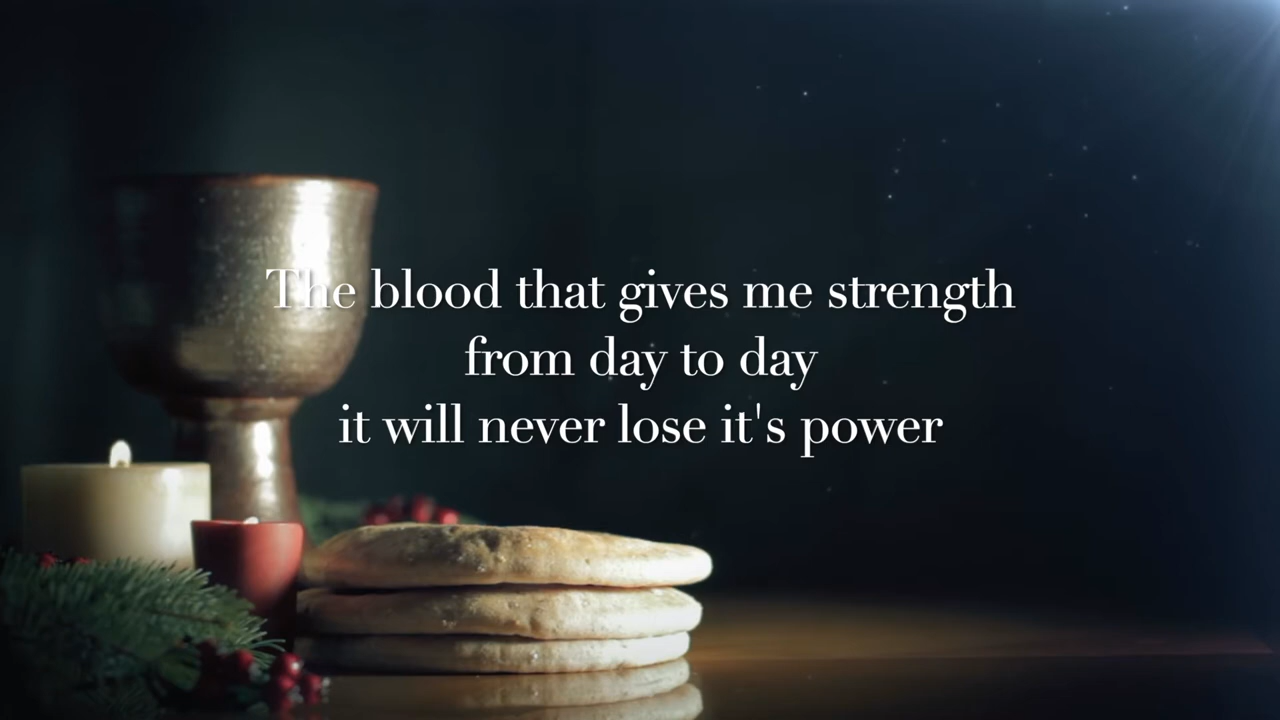 The blood that gives me strength
from day to day
it will never lose it's power